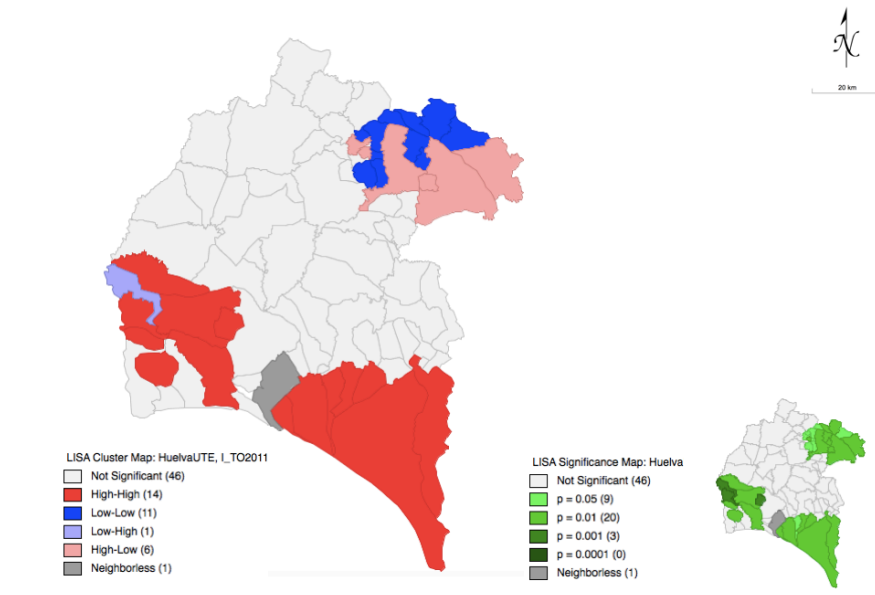 N
20 km
LISA Cluster Map: HuelvaUTE, I_TO2011
Not Significant (46)
High-High (14)
Low-Low (11)
Low-High (1)
High-Low (6)
Neighborless (1)
LISA Significance Map: Huelva
Not Significant (46)
p = 0.05 (9)
p = 0.01 (20)
p = 0.001 (3)
p = 0.0001 (0)
Neighborless (1)